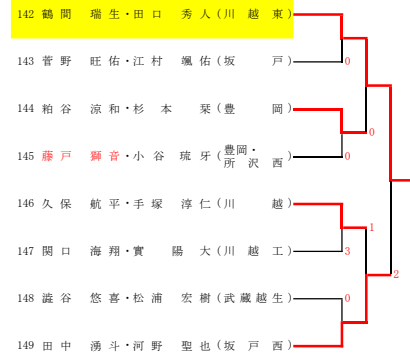 142 鶴間 瑞生・田口 秀人(川越東)
143 菅野 旺佑・江村 颯佑(坂戸)
0
144 粕谷 涼和・杉本 栞(豊岡)
0
145 藤戸 獅音・小谷 琉牙(豊岡・所沢西)
0
146 久保 航平・手塚 淳仁(川越)
1
147 関口 海翔・實 陽大(川越工)
3
2
148 澁谷 悠喜・松浦 宏樹(武蔵越生)
0
149 田中 湧斗・河野 聖也(坂戸西)